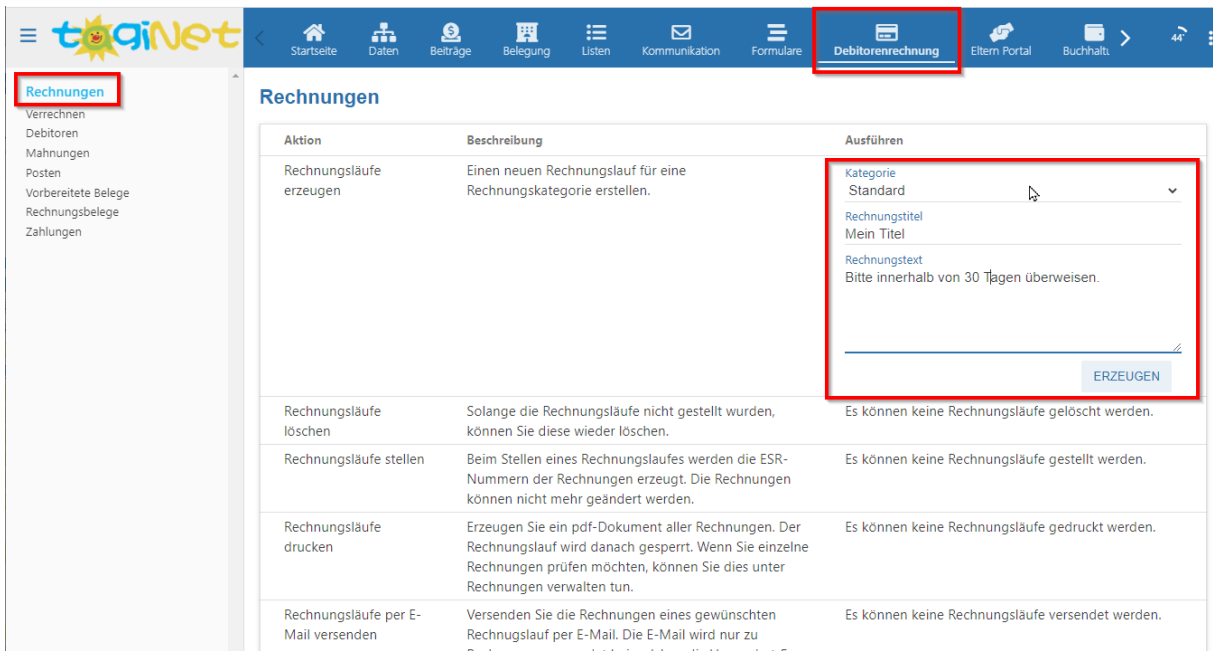 togiNet
Startseite
Daten
Beiträge
Belegung
Listen
Kommunikation
Formulare
Debitorenrechnung
Eltern Portal
Buchhaltu
44'
Rechnungen
Verrechnen
Debitoren
Mahnungen
Posten
Vorbereitete Belege
Rechnungsbelege
Zahlungen
Rechnungen
Aktion
Beschreibung
Ausführen
Rechnungsläufe
erzeugen
Einen neuen Rechnungslauf für eine
Rechnungskategorie erstellen.
Kategorie
Standard
Rechnungstitel
Mein Titel
Rechnungstext
Bitte innerhalb von 30 Tagen überweisen.
ERZEUGEN
Rechnungsläufe
löschen
Solange die Rechnungsläufe nicht gestellt wurden,
können Sie diese wieder löschen.
Es können keine Rechnungsläufe gelöscht werden.
Rechnungsläufe stellen
Beim Stellen eines Rechnungslaufes werden die ESR-
Nummern der Rechnungen erzeugt. Die Rechnungen
können nicht mehr geändert werden.
Es können keine Rechnungsläufe gestellt werden.
Rechnungsläufe
drucken
Erzeugen Sie ein pdf-Dokument aller Rechnungen. Der
Rechnungslauf wird danach gesperrt. Wenn Sie einzelne
Rechnungen prüfen möchten, können Sie dies unter
Rechnungen verwalten tun.
Es können keine Rechnungsläufe gedruckt werden.
Rechnungsläufe per E-
Mail versenden
Versenden Sie die Rechnungen eines gewünschten
Rechnugslauf per E-Mail. Die E-Mail wird nur zu
Es können keine Rechnungsläufe versendet werden.